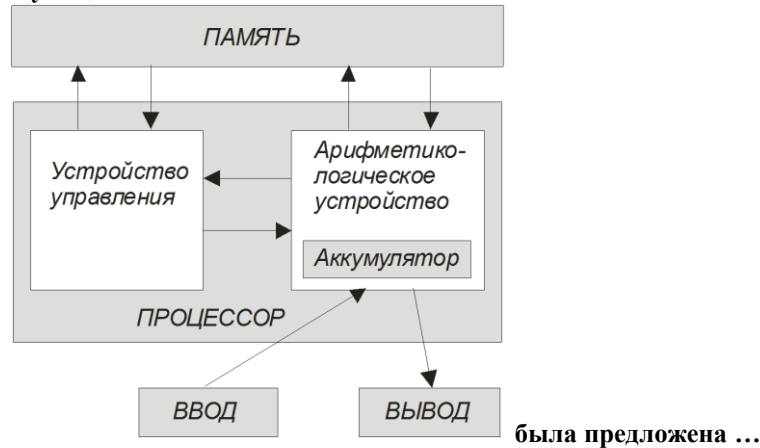 ПАМЯТЬ
Устройство
управления
Арифметико-
логическое
устройство
Аккумулятор
ПРОЦЕССОР
ВВОД
ВЫВОД
была предложена ...